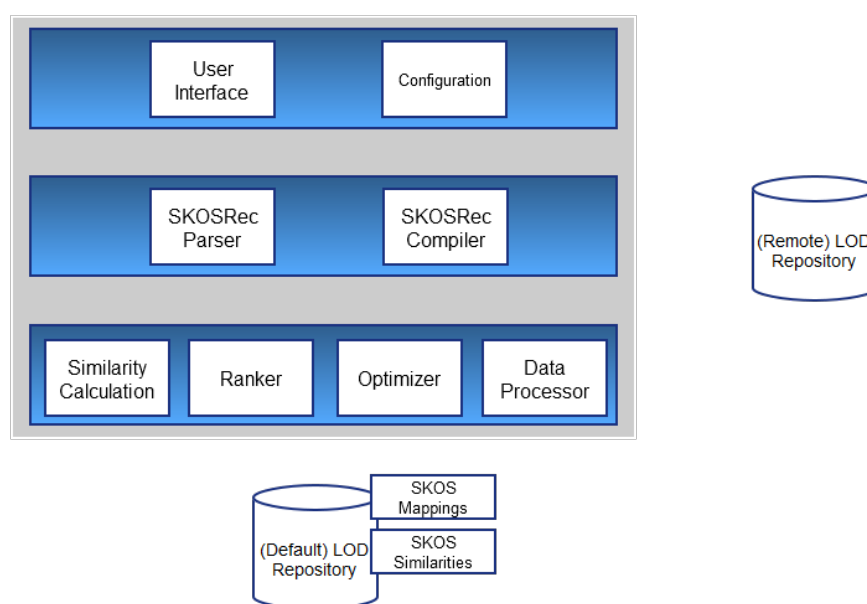 User
Interface
Configuration
SKOSRec
Parser
SKOSRec
Compiler
(Remote) LOD
Repository
Similarity
Calculation
Ranker
Optimizer
Data
Processor
SKOS
Mappings
SKOS
Similarities
(Default) LOD
Repository